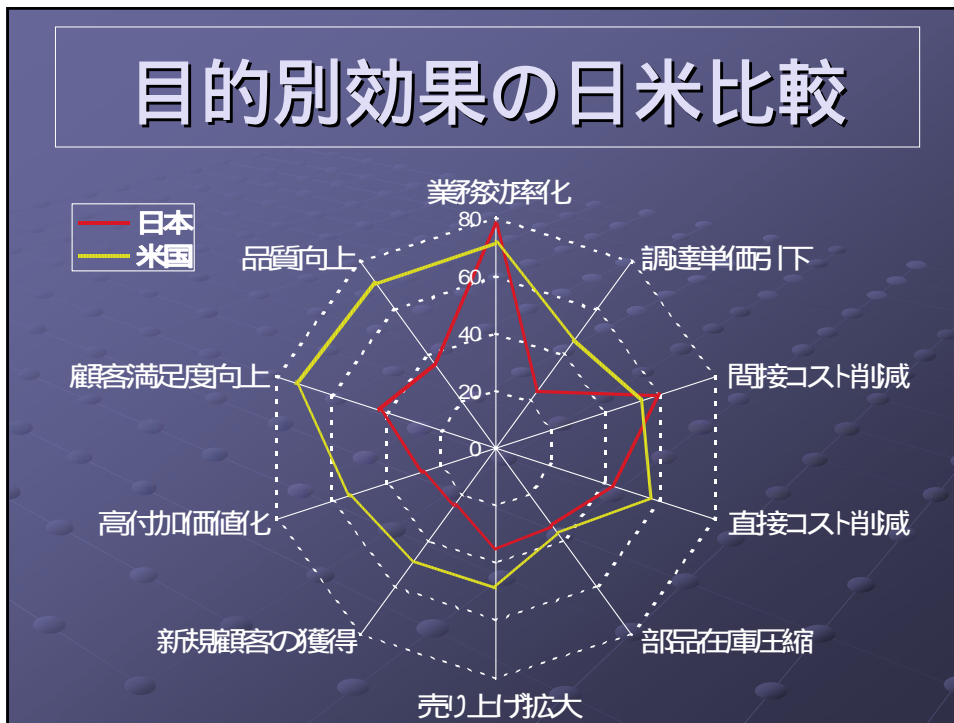 目的別効果の日米比較
日本
米国
業務効率化
調達単価引下
間接コスト削減
直接コスト削減
部品在庫圧縮
売り上げ拡大
新規顧客の獲得
高付加価値化
顧客満足度向上
品質向上
80
60
40
20
0